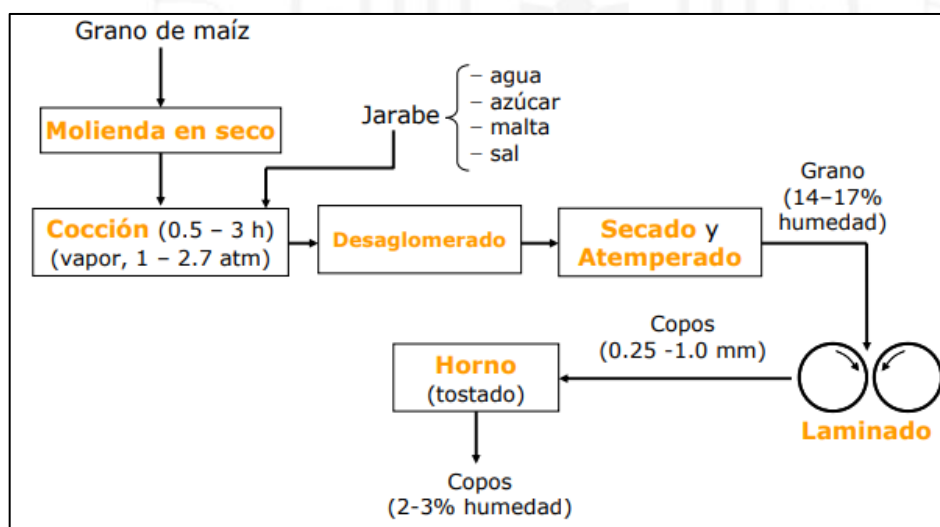 Grano de maíz
Molienda en seco
Jarabe
– agua
– azúcar
– malta
– sal
Cocción (0.5 – 3 h)
(vapor, 1 – 2.7 atm)
Desaglomerado
Secado y
Atemperado
Grano
(14–17%
humedad)
Laminado
Copos
(0.25 -1.0 mm)
Horno
(tostado)
Copos
(2-3% humedad)